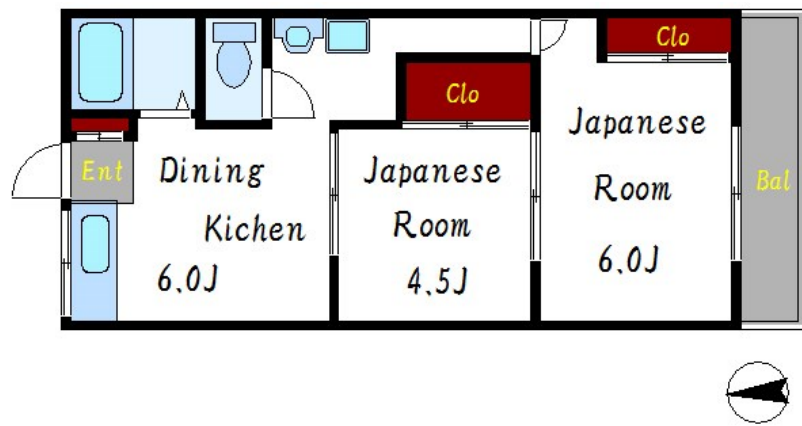 Clo
Clo
Ent
Dining
Kichen
6.0J
Japanese
Room
4.5J
Japanese
Room
6.0J
Bal